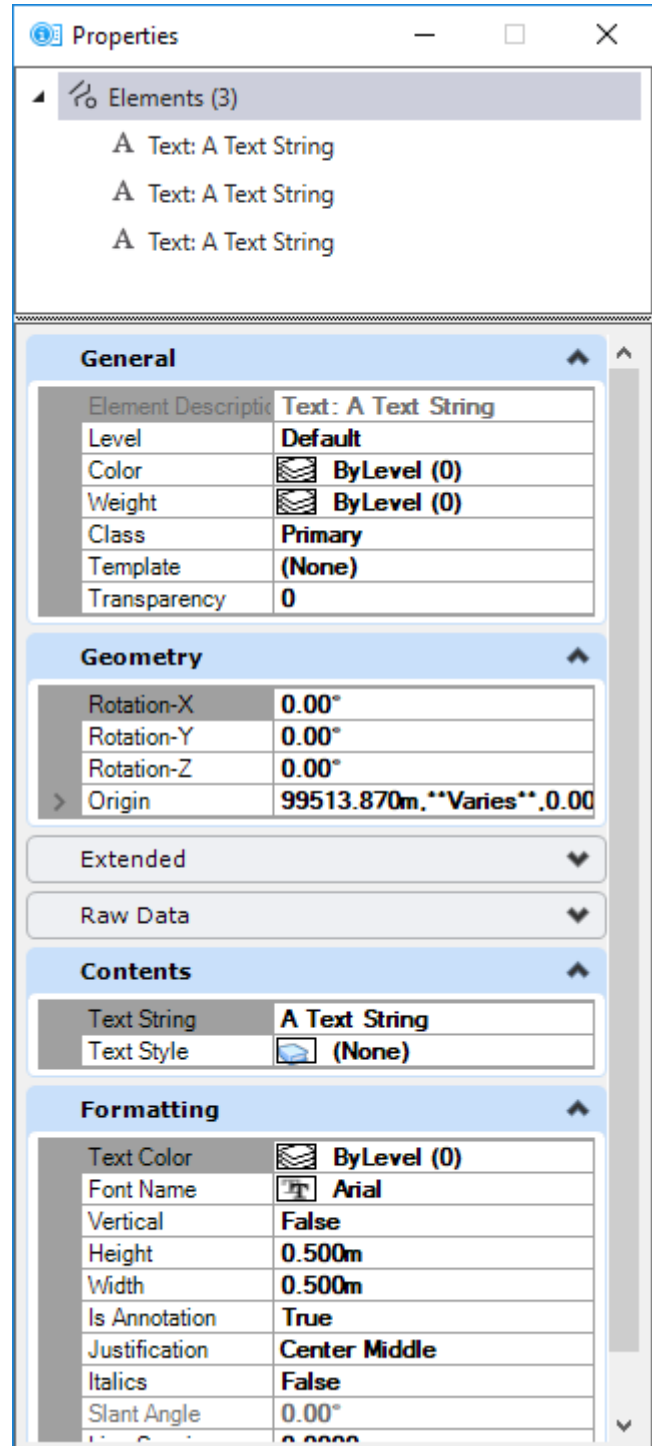 Properties
Elements (3)
A Text: A Text String
A Text: A Text String
A Text: A Text String
General
Element Descriptic Text: A Text String
Level Default
Color ByLevel (0)
Weight ByLevel (0)
Class Primary
Template (None)
Transparency 0
Geometry
Rotation-X 0.00°
Rotation-Y 0.00°
Rotation-Z 0.00°
Origin 99513.870m,**Varies**,0.00
Extended
Raw Data
Contents
Text String A Text String
Text Style (None)
Formatting
Text Color ByLevel (0)
Font Name Arial
Vertical False
Height 0.500m
Width 0.500m
Is Annotation True
Justification Center Middle
Italics False
Slant Angle 0.00°